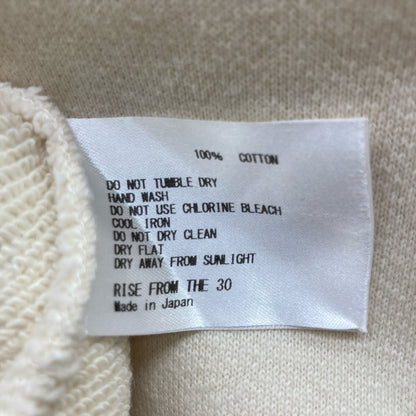 100% COTTON
DO NOT TUMBLE DRY
HAND WASH
DO NOT USE CHLORINE BLEACH
COOL IRON
DO NOT DRY CLEAN
DRY FLAT
DRY AWAY FROM SUNLIGHT
RISE FROM THE 30
Made in Japan